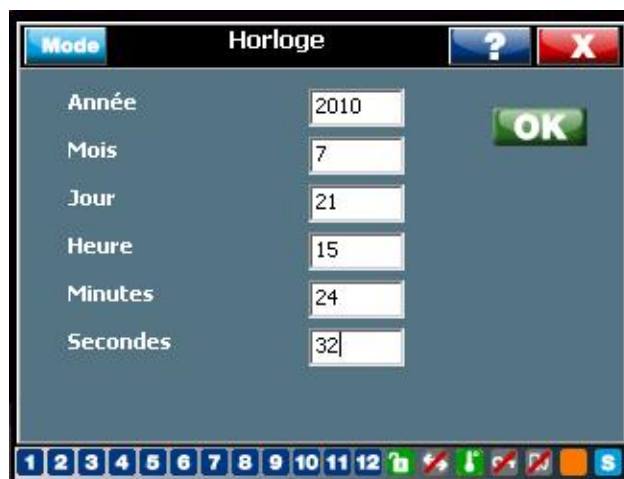 Mode Horloge ? X
Année 2010
OK
Mois 7
Jour 21
Heure 15
Minutes 24
Secondes 32
1 2 3 4 5 6 7 8 9 10 11 12 S